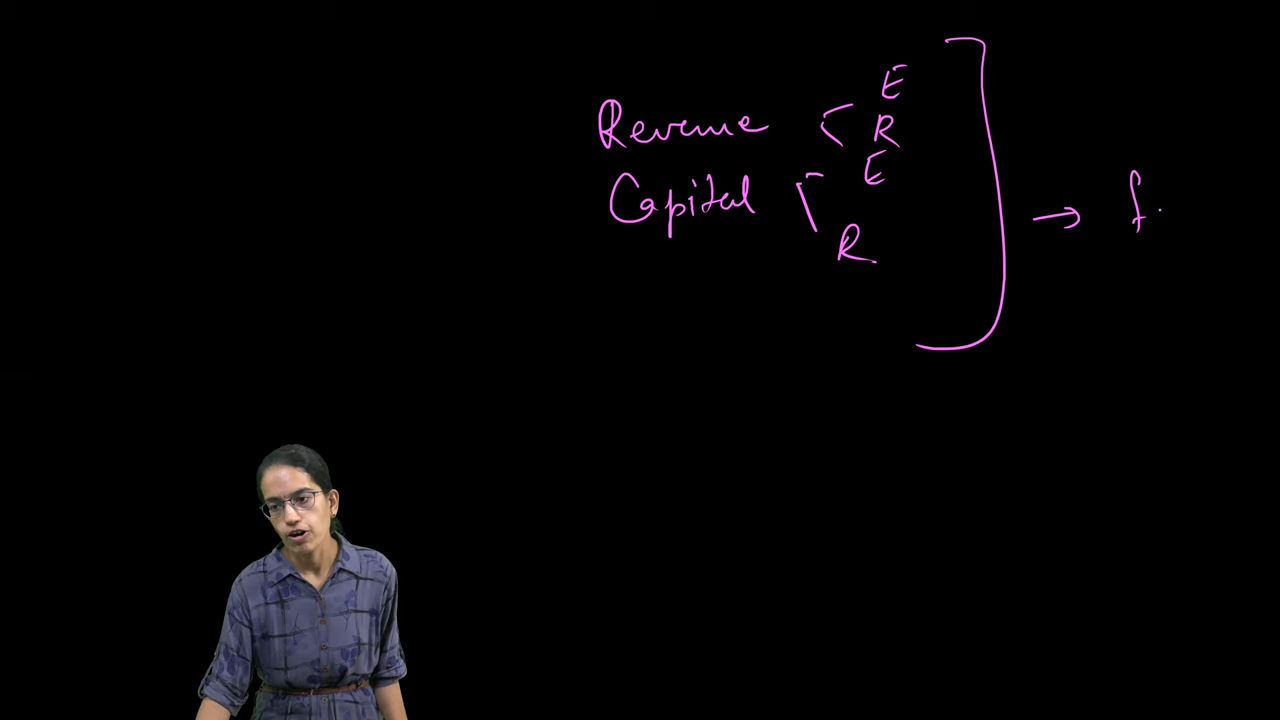 E
Revenue R
E
Capital
R
→ f